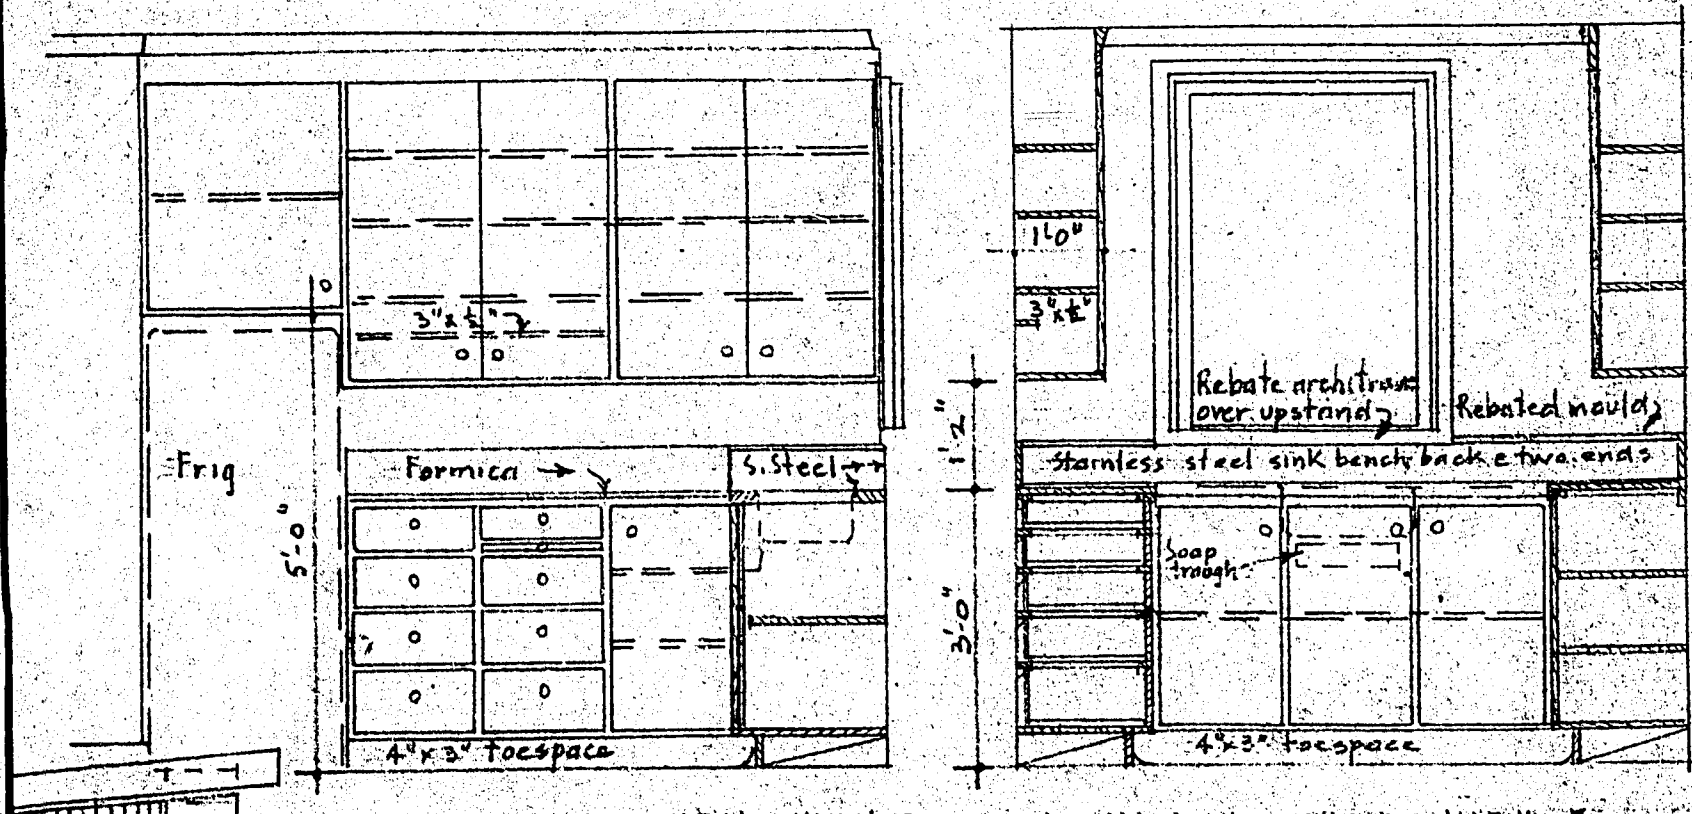 3"x½"
Frig
Formica
S.Steel
5'-0"
4"x3" toespace
1'0"
3"x½"
Rebate architrave
over upstand
Rebated mould
1'2"
Stainless steel sink bench, back e two ends
Soap
trough
3'-0"
4"x3" toespace